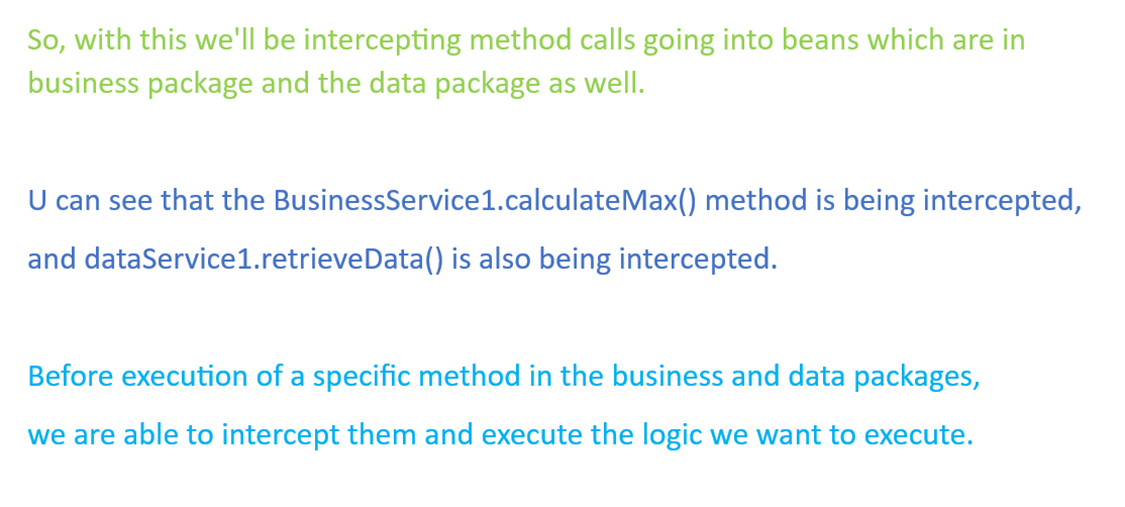 So, with this we'll be intercepting method calls going into beans which are in
business package and the data package as well.
U can see that the BusinessService1.calculateMax() method is being intercepted,
and dataService1.retrieveData() is also being intercepted.
Before execution of a specific method in the business and data packages,
we are able to intercept them and execute the logic we want to execute.